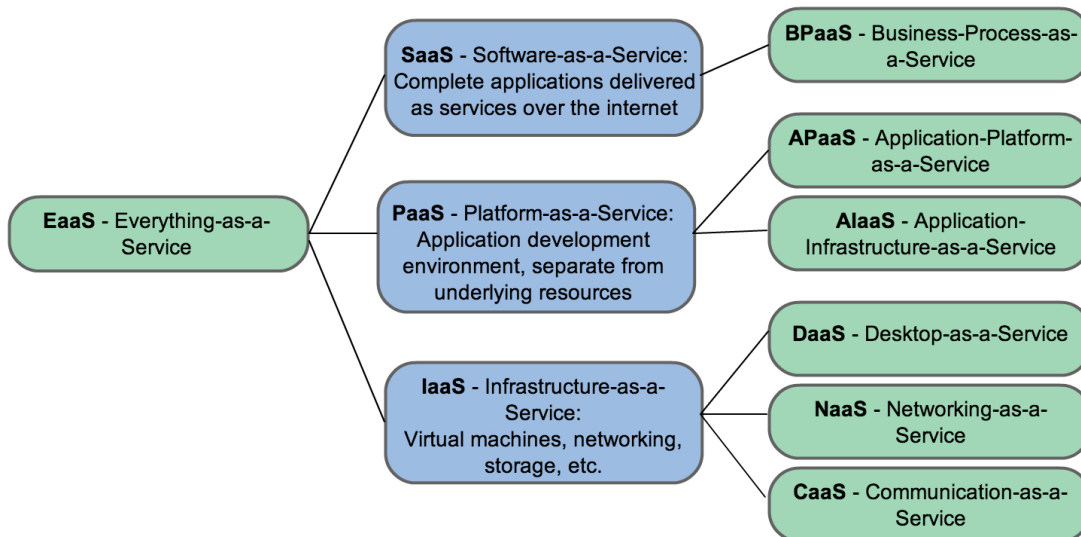 EaaS - Everything-as-a-
Service
SaaS - Software-as-a-Service:
Complete applications delivered
as services over the internet
PaaS - Platform-as-a-Service:
Application development
environment, separate from
underlying resources
IaaS - Infrastructure-as-a-
Service:
Virtual machines, networking,
storage, etc.
BPaaS - Business-Process-as-
a-Service
APaaS - Application-Platform-
as-a-Service
AIaaS - Application-
Infrastructure-as-a-Service
DaaS - Desktop-as-a-Service
NaaS - Networking-as-a-
Service
CaaS - Communication-as-a-
Service